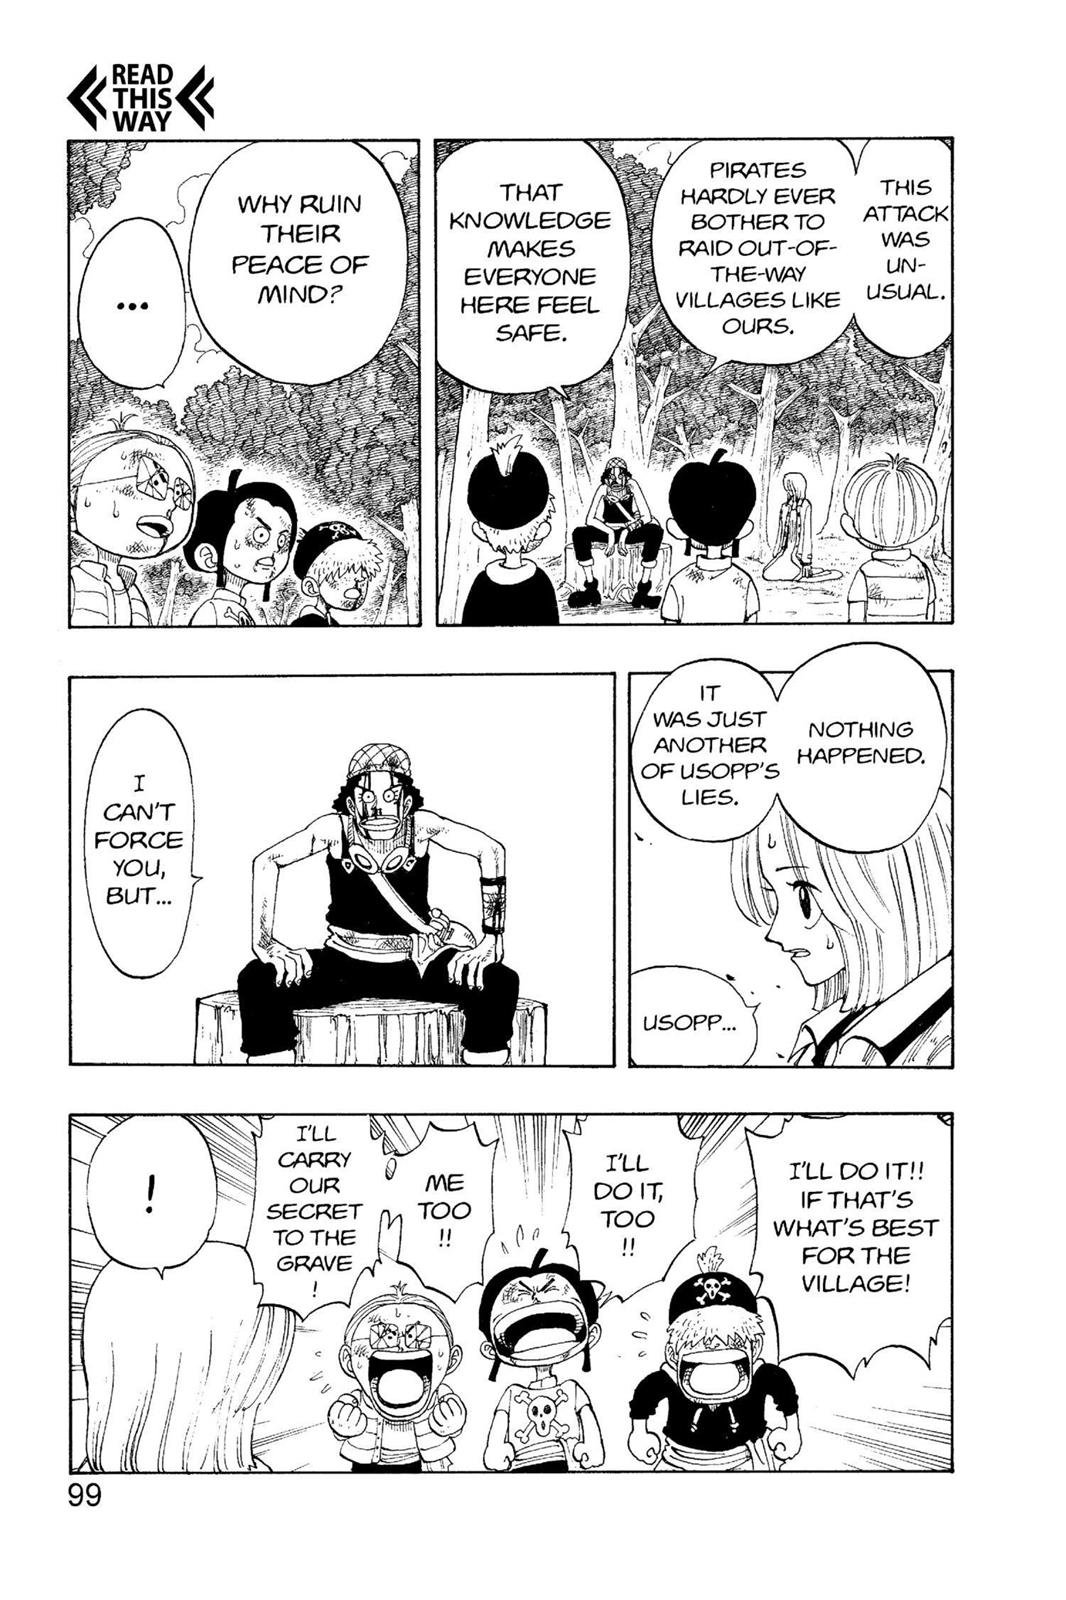 READ
THIS
WAY
THIS
ATTACK
WAS
UN-
USUAL.
PIRATES
HARDLY EVER
BOTHER TO
RAID OUT-OF-
THE-WAY
VILLAGES LIKE
OURS.
THAT
KNOWLEDGE
MAKES
EVERYONE
HERE FEEL
SAFE.
WHY RUIN
THEIR
PEACE OF
MIND?
...
NOTHING
HAPPENED.
IT
WAS JUST
ANOTHER
OF USOPP'S
LIES.
USOPP...
I
CAN'T
FORCE
YOU,
BUT...
I'LL DO IT!!
IF THAT'S
WHAT'S BEST
FOR THE
VILLAGE!
I'LL
DO IT,
TOO
!!
ME
TOO
!!
I'LL
CARRY
OUR
SECRET
TO THE
GRAVE
!
!
99